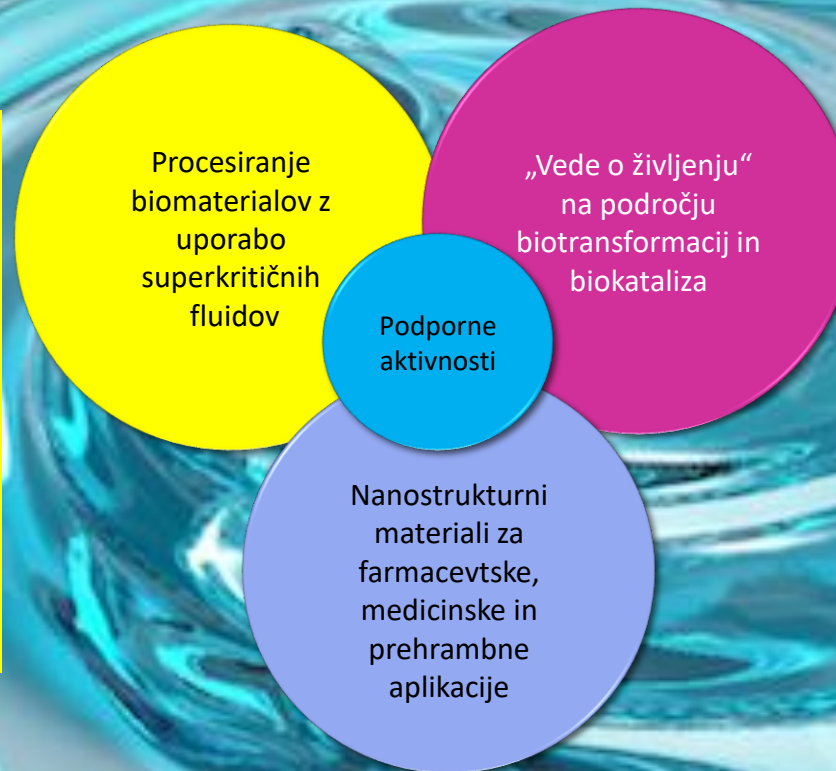 Procesiranje
biomaterialov z
uporabo
superkritičnih
fluidov
„Vede o življenju“
na področju
biotransformacij in
biokataliza
Podporne
aktivnosti
Nanostrukturni
materiali za
farmacevtske,
medicinske in
prehrambne
aplikacije